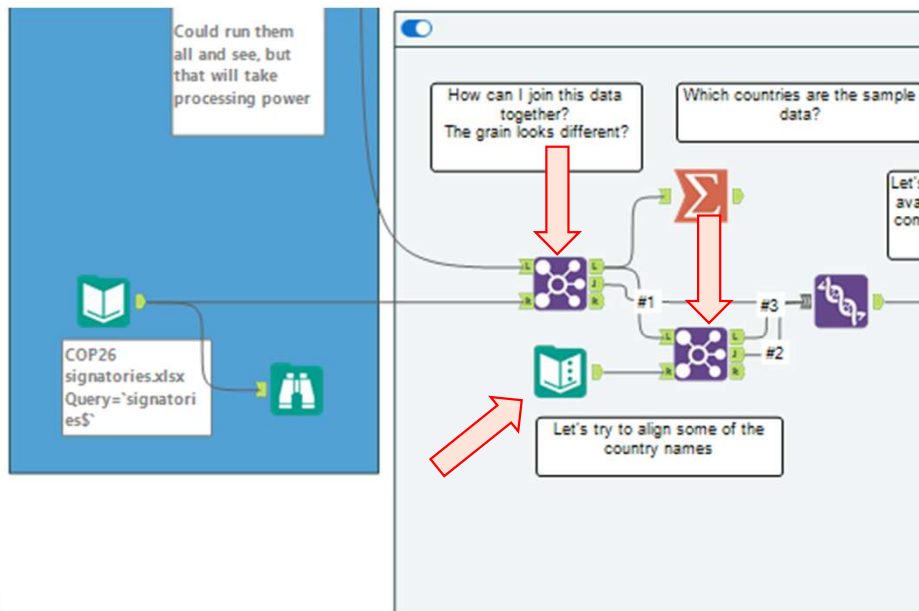 Could run them
all and see, but
that will take
processing power
How can I join this data
together?
The grain looks different?
Which countries are the sample
data?
Let's
ava
con
L
R
L
J
R
#1
L
R
L
J
R
#3
#2
COP26
signatories.xlsx
Query=`signatori
es$`
Let's try to align some of the
country names